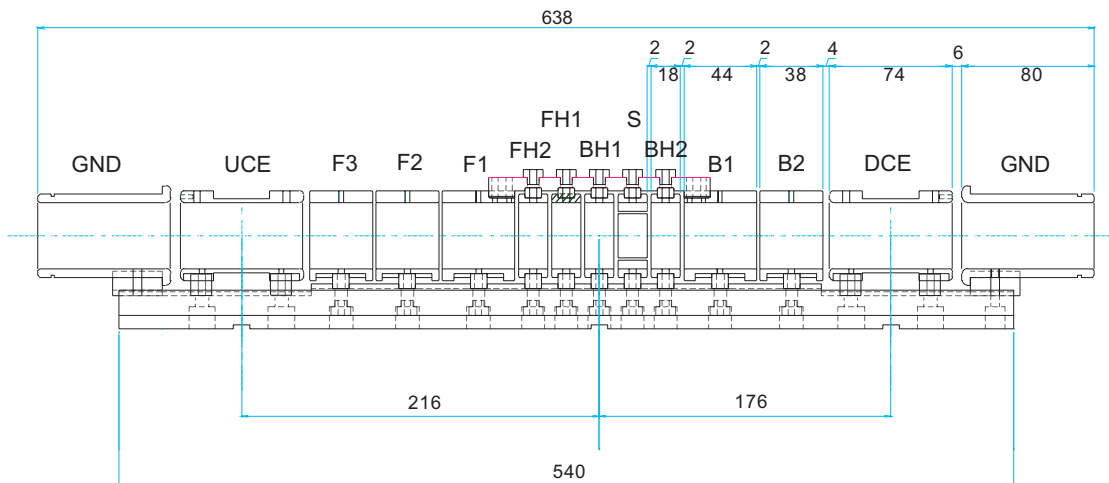 638
2 2 2 4 6
18 44 38 74 80
FH1 S
GND UCE F3 F2 F1 FH2 BH1 BH2 B1 B2 DCE GND
216 176
540